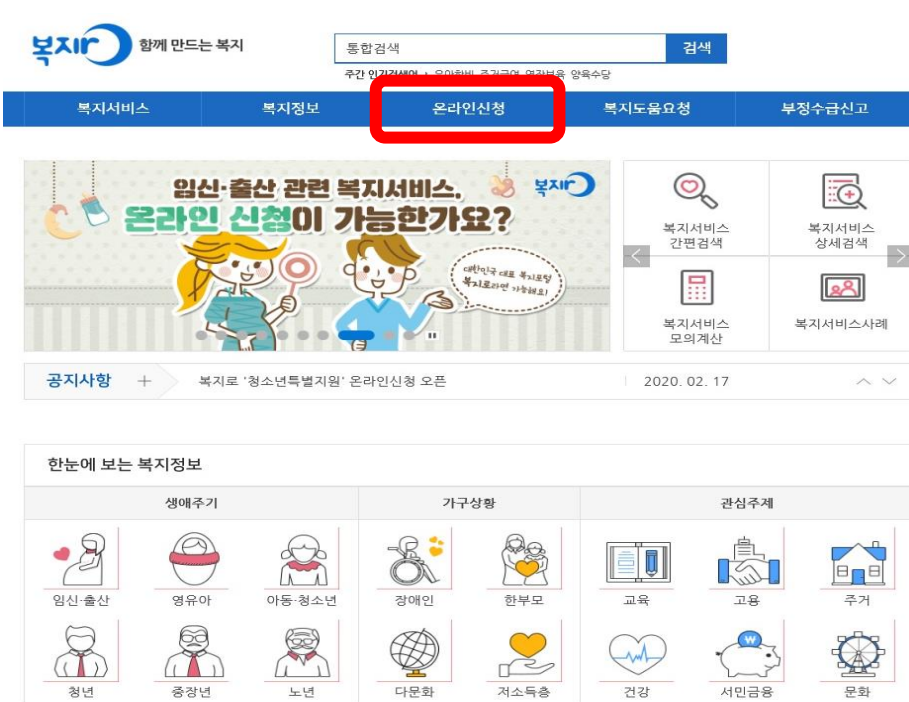 복지로 함께 만드는 복지
통합검색 검색
주간 양육수당
복지서비스 복지정보 온라인신청 복지도움요청 부정수급신고
임신·출산 관련 복지서비스, 복지로
온라인 신청이 가능한가요?
대한민국 대표 복지포털
복지로라면 가능해요!
복지서비스 간편검색
복지서비스 상세검색
복지서비스 모의계산
복지서비스사례
공지사항 + 복지로 '청소년특별지원' 온라인신청 오픈 2020. 02. 17
한눈에 보는 복지정보
생애주기 가구상황 관심주제
임신·출산 영유아 아동·청소년 장애인 한부모 교육 고용 주거
청년 중장년 노년 다문화 저소득층 건강 서민금융 문화